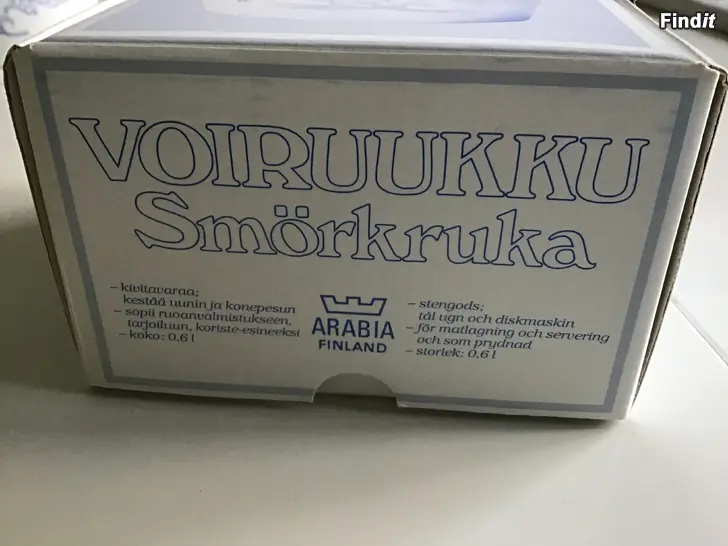 Findit
VOIRUUKKU
Smörkruka
– kivitavaraa;
kestää uunin ja konepesun
– sopii ruoanvalmistukseen,
tarjoiluun, koriste-esineeksi
– koko: 0,6 l
ARABIA
FINLAND
– stengods;
tål ugn och diskmaskin
– för matlagning och servering
och som prydnad
– storlek: 0,6 l